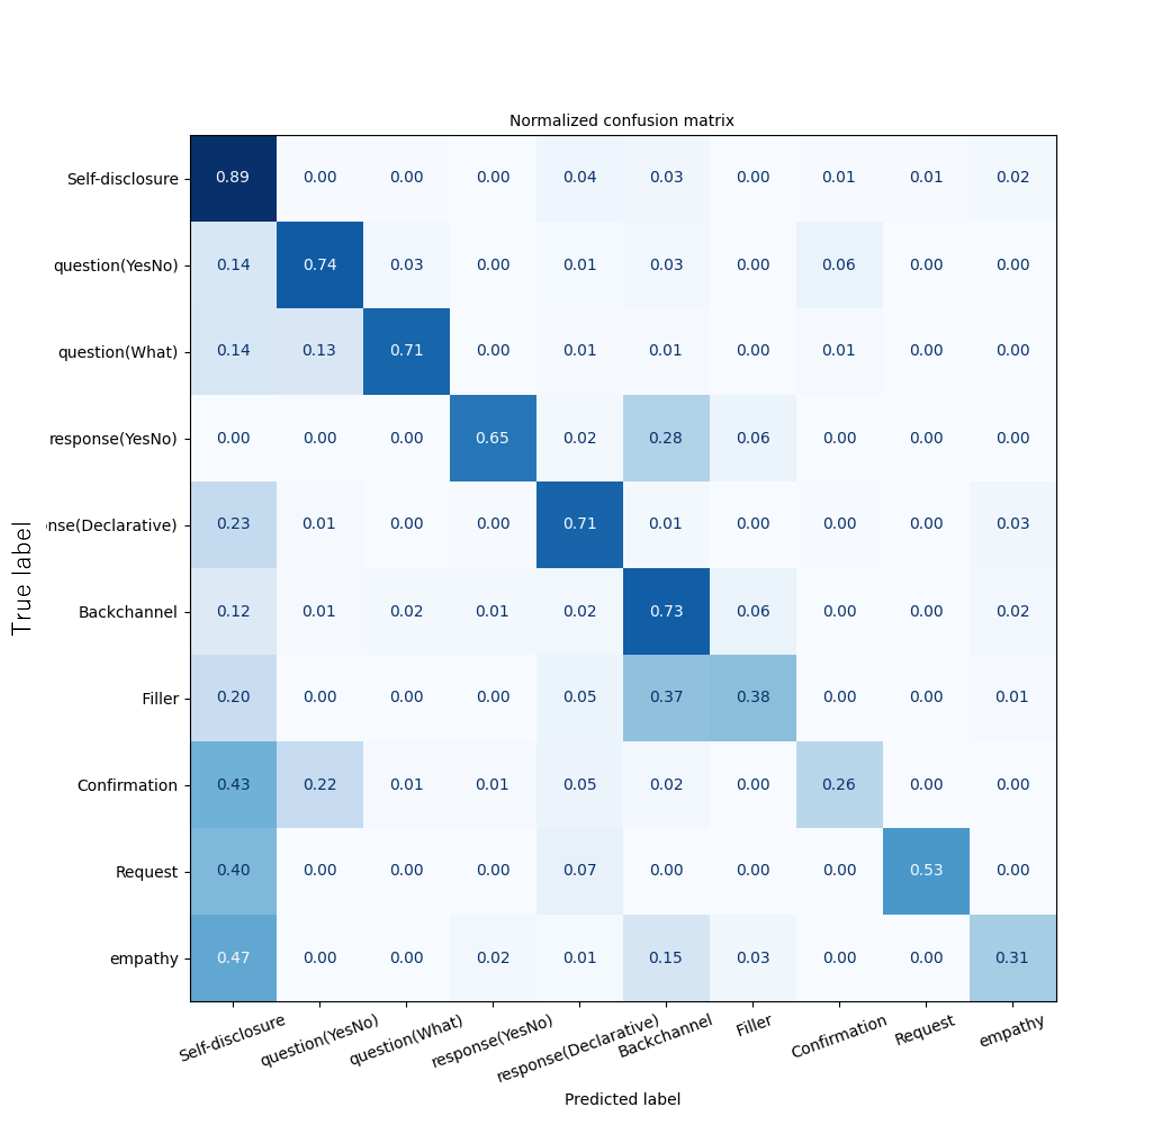 Normalized confusion matrix
Self-disclosure 0.89 0.00 0.00 0.00 0.04 0.03 0.00 0.01 0.01 0.02
question(YesNo) 0.14 0.74 0.03 0.00 0.01 0.03 0.00 0.06 0.00 0.00
question(What) 0.14 0.13 0.71 0.00 0.01 0.01 0.00 0.01 0.00 0.00
response(YesNo) 0.00 0.00 0.00 0.65 0.02 0.28 0.06 0.00 0.00 0.00
nse(Declarative) 0.23 0.01 0.00 0.00 0.71 0.01 0.00 0.00 0.00 0.03
Backchannel 0.12 0.01 0.02 0.01 0.02 0.73 0.06 0.00 0.00 0.02
Filler 0.20 0.00 0.00 0.00 0.05 0.37 0.38 0.00 0.00 0.01
Confirmation 0.43 0.22 0.01 0.01 0.05 0.02 0.00 0.26 0.00 0.00
Request 0.40 0.00 0.00 0.00 0.07 0.00 0.00 0.00 0.53 0.00
empathy 0.47 0.00 0.00 0.02 0.01 0.15 0.03 0.00 0.00 0.31
True label
Self-disclosure question(YesNo) question(What) response(YesNo) response(Declarative) Backchannel Filler Confirmation Request empathy
Predicted label